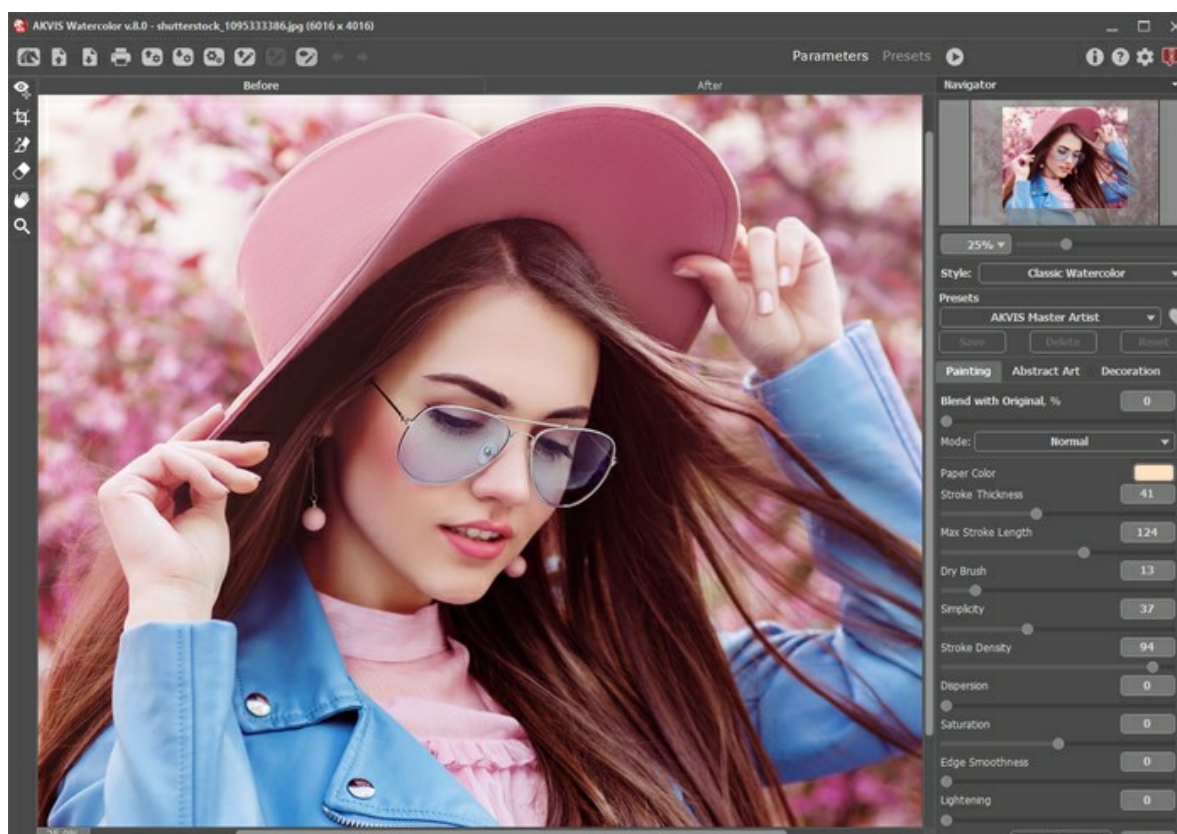 AKVIS Watercolor v.8.0 - shutterstock_1095333386.jpg (6016 x 4016)
Parameters Presets
Before After
Navigator
25%
Style: Classic Watercolor
Presets
AKVIS Master Artist
Save Delete Reset
Painting Abstract Art Decoration
Blend with Original, % 0
Mode: Normal
Paper Color
Stroke Thickness 41
Max Stroke Length 124
Dry Brush 13
Simplicity 37
Stroke Density 94
Dispersion 0
Saturation 0
Edge Smoothness 0
Lightening 0